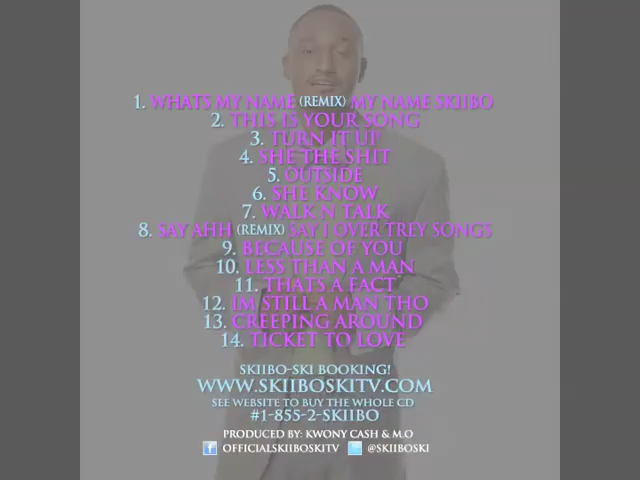 1. WHATS MY NAME (REMIX) MY NAME SKIIBO
2. THIS IS YOUR SONG
3. TURN IT UP
4. SHE THE SHIT
5. OUTSIDE
6. SHE KNOW
7. WALK N TALK
8. SAY AHH (REMIX) SAY I OVER TREY SONGS
9. BECAUSE OF YOU
10. LESS THAN A MAN
11. THATS A FACT
12. IM STILL A MAN THO
13. CREEPING AROUND
14. TICKET TO LOVE
SKIIBO-SKI BOOKING!
WWW.SKIIBOSKITV.COM
SEE WEBSITE TO BUY THE WHOLE CD
#1-855-2-SKIIBO
PRODUCED BY: KWONY CASH & M.O
f OFFICIALSKIIBOSKITV @SKIIBOSKI